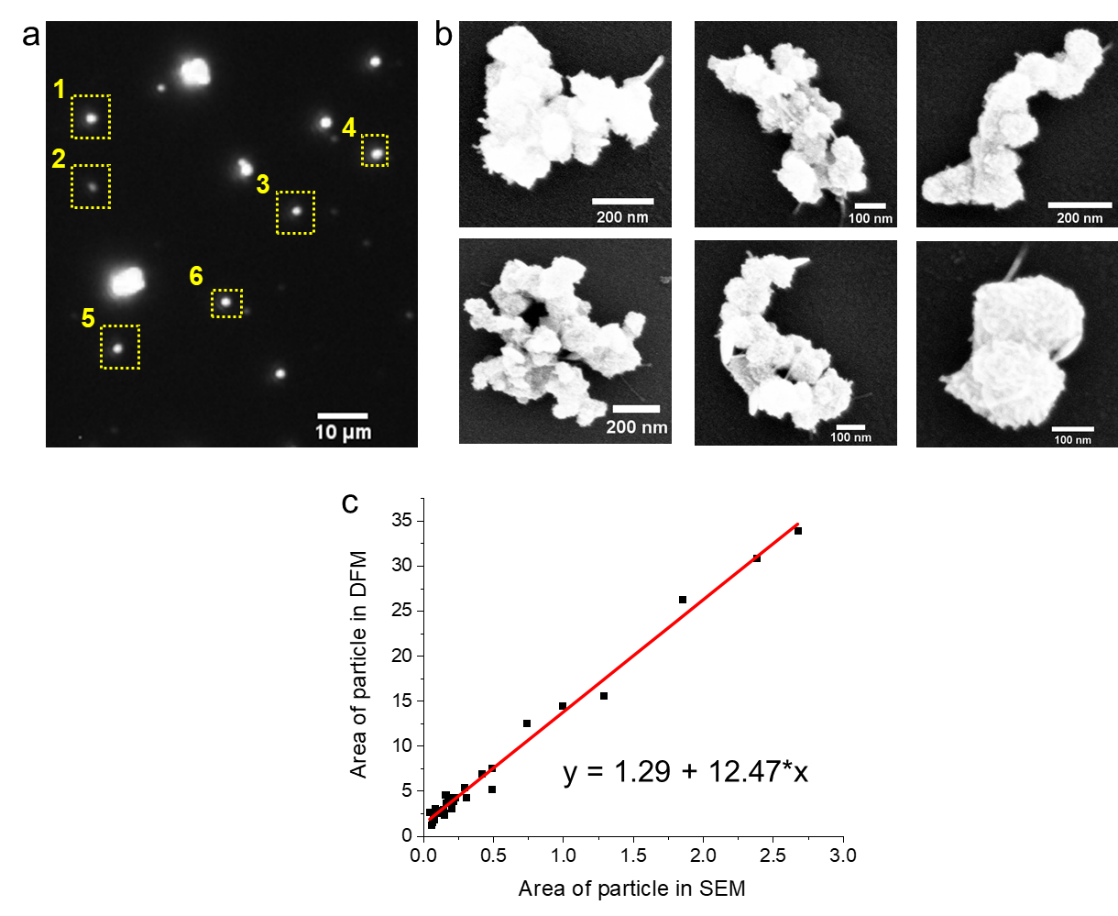 a
1
2
3
4
5
6
10 µm
b
200 nm
100 nm
200 nm
200 nm
100 nm
100 nm
c
Area of particle in DFM
35
30
25
20
15
10
5
0
y = 1.29 + 12.47*x
0.0 0.5 1.0 1.5 2.0 2.5 3.0
Area of particle in SEM